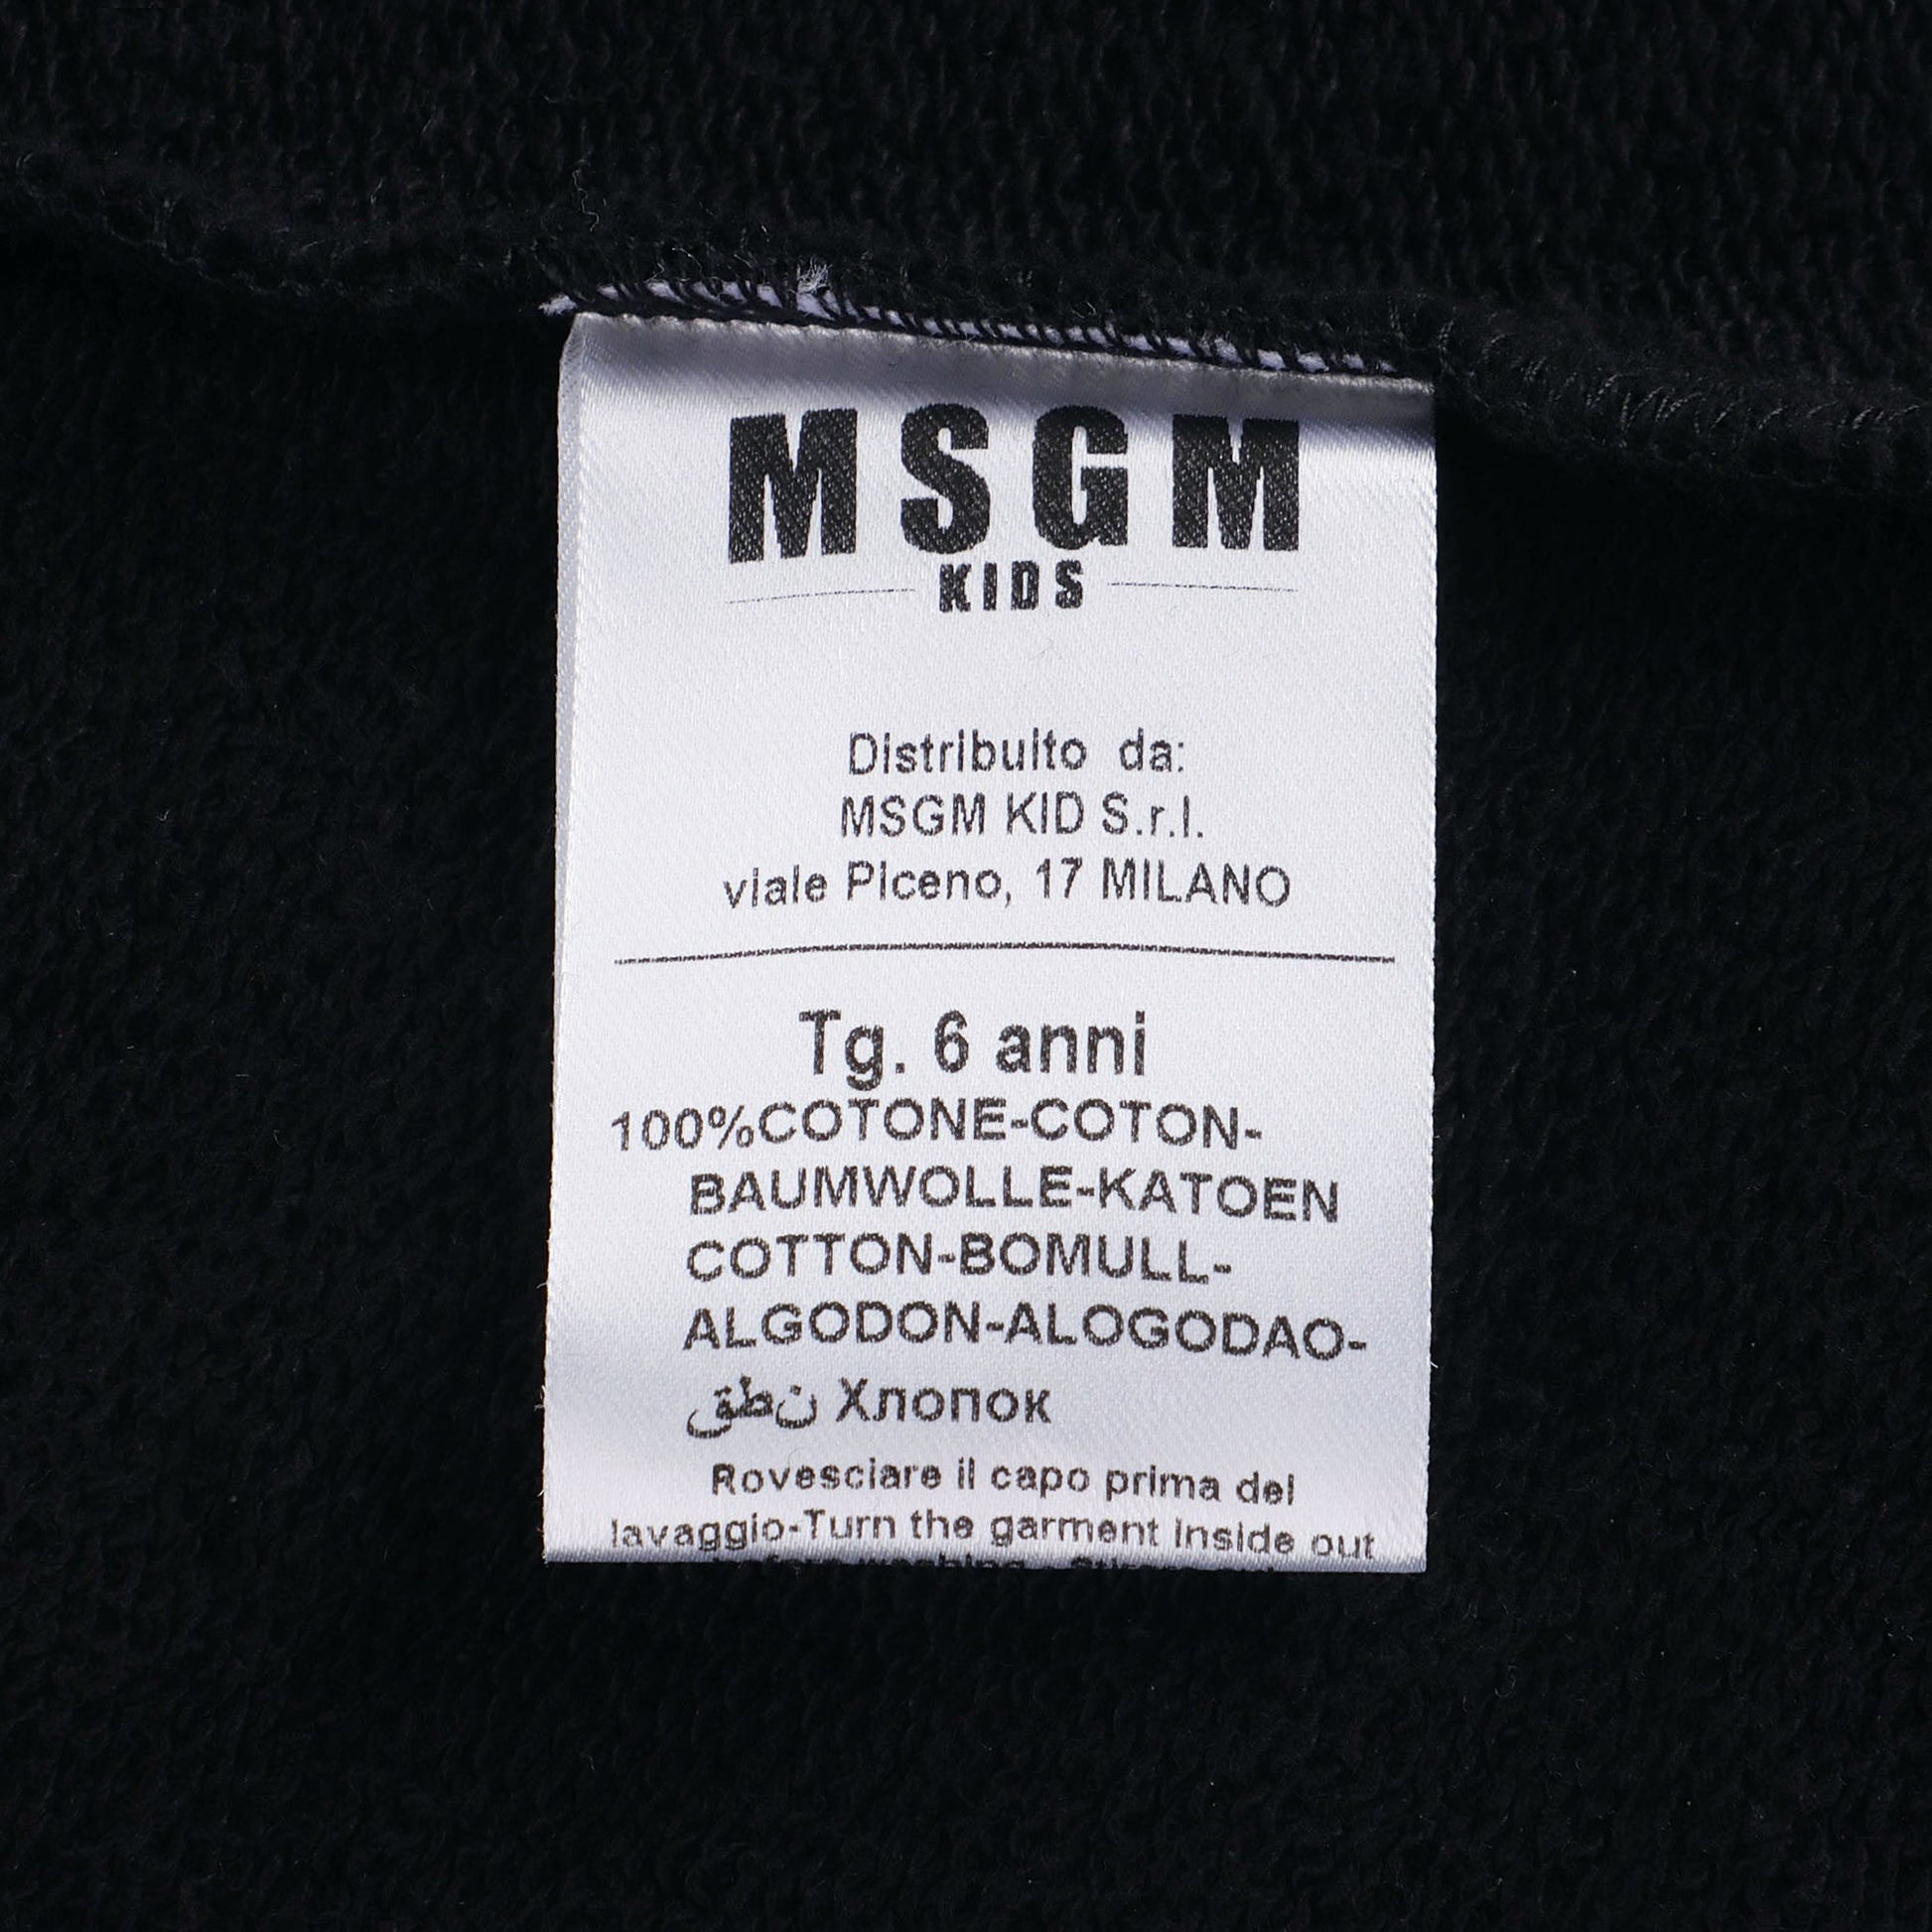 MSGM
KIDS
Distribuito da:
MSGM KID S.r.l.
viale Piceno, 17 MILANO
Tg. 6 anni
100%COTONE-COTON-
BAUMWOLLE-KATOEN
COTTON-BOMULL-
ALGODON-ALOGODAO-
ن طق Хлопок
Rovesciare il capo prima del
lavaggio-Turn the garment inside out